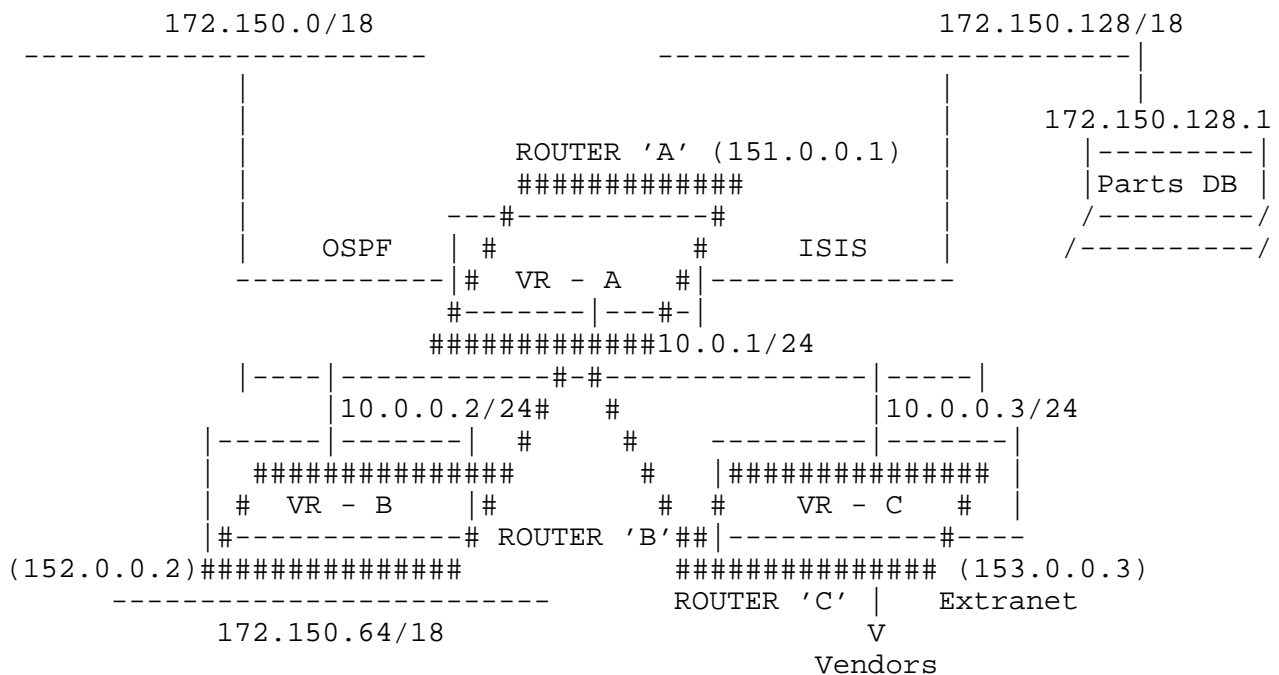 172.150.0/18 172.150.128/18
----------------------- ---------------------------|
| | |
| | 172.150.128.1
| ROUTER 'A' (151.0.0.1) | |---------|
| ############# | |Parts DB |
| ---#-----------# | /---------/
| OSPF | # # ISIS | /----------/
------------|# VR - A #|--------------
#-------|---#-|
#############10.0.1/24
|----|------------#-#---------------|-----|
|10.0.0.2/24# # |10.0.0.3/24
|------|-------| # # ---------|-------|
| ############### # |############### |
| # VR - B |# # # VR - C # |
|#-------------# ROUTER 'B'##|------------#----
(152.0.0.2)############### ############### (153.0.0.3)
------------------------- ROUTER 'C' | Extranet
172.150.64/18 V
Vendors